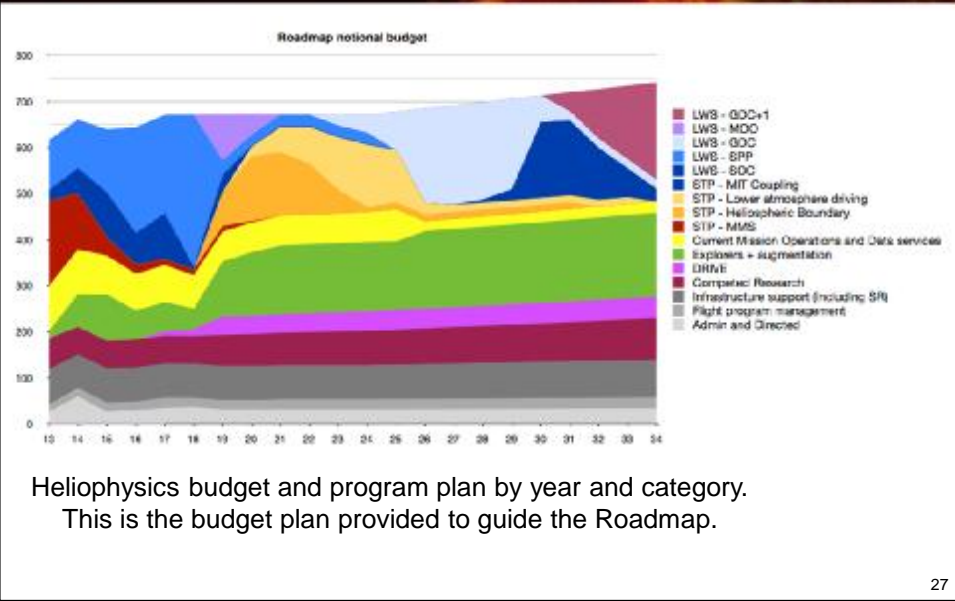 Roadmap notional budget
800
700
600
500
400
300
200
100
0
13 14 15 16 17 18 19 20 21 22 23 24 25 26 27 28 29 30 31 32 33 34
LWS - GDC+1
LWS - MDO
LWS - GDC
LWS - SPP
LWS - SOC
STP - MIT Coupling
STP - Lower atmosphere driving
STP - Heliospheric Boundary
STP - MMS
Current Mission Operations and Data services
Explorers + augmentation
DRIVE
Competed Research
Infrastructure support (including SR)
Flight program management
Admin and Directed
Heliophysics budget and program plan by year and category.
This is the budget plan provided to guide the Roadmap.
27